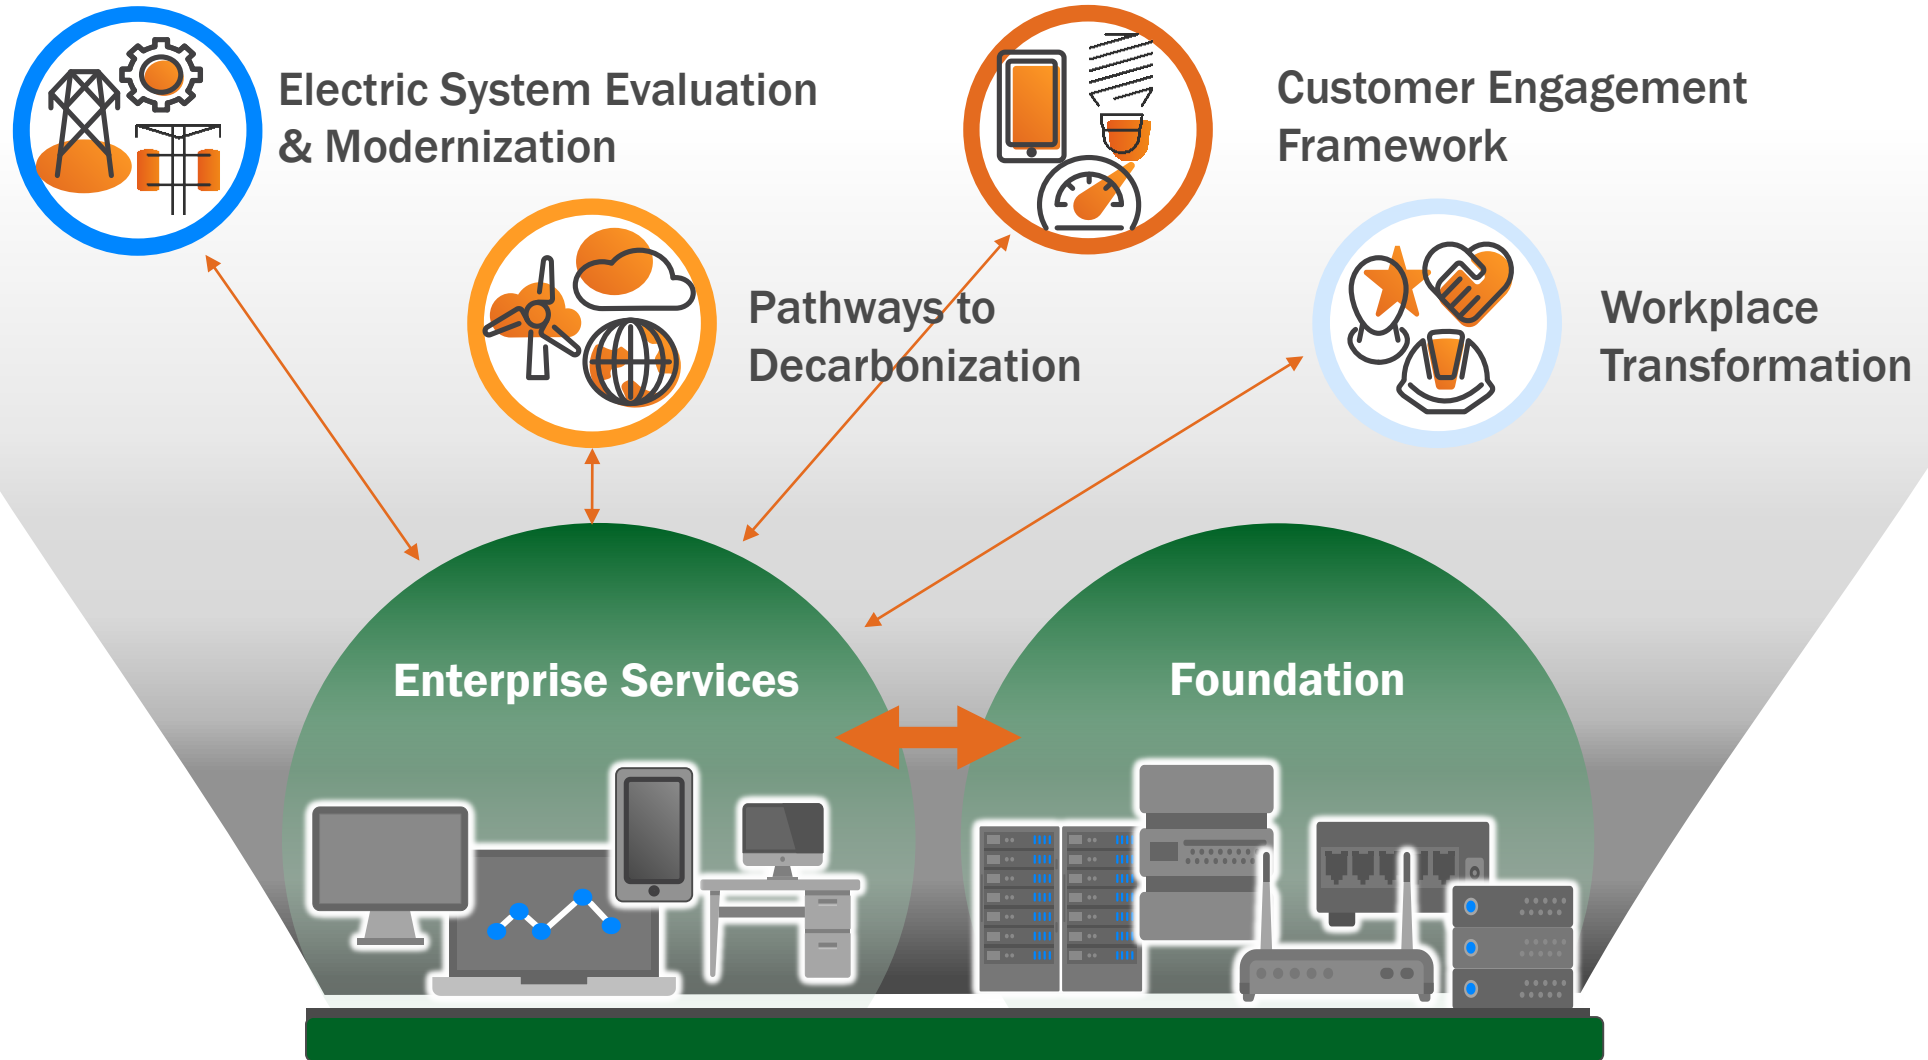 Electric System Evaluation
& Modernization
Customer Engagement
Framework
Pathways to
Decarbonization
Workplace
Transformation
Enterprise Services
Foundation